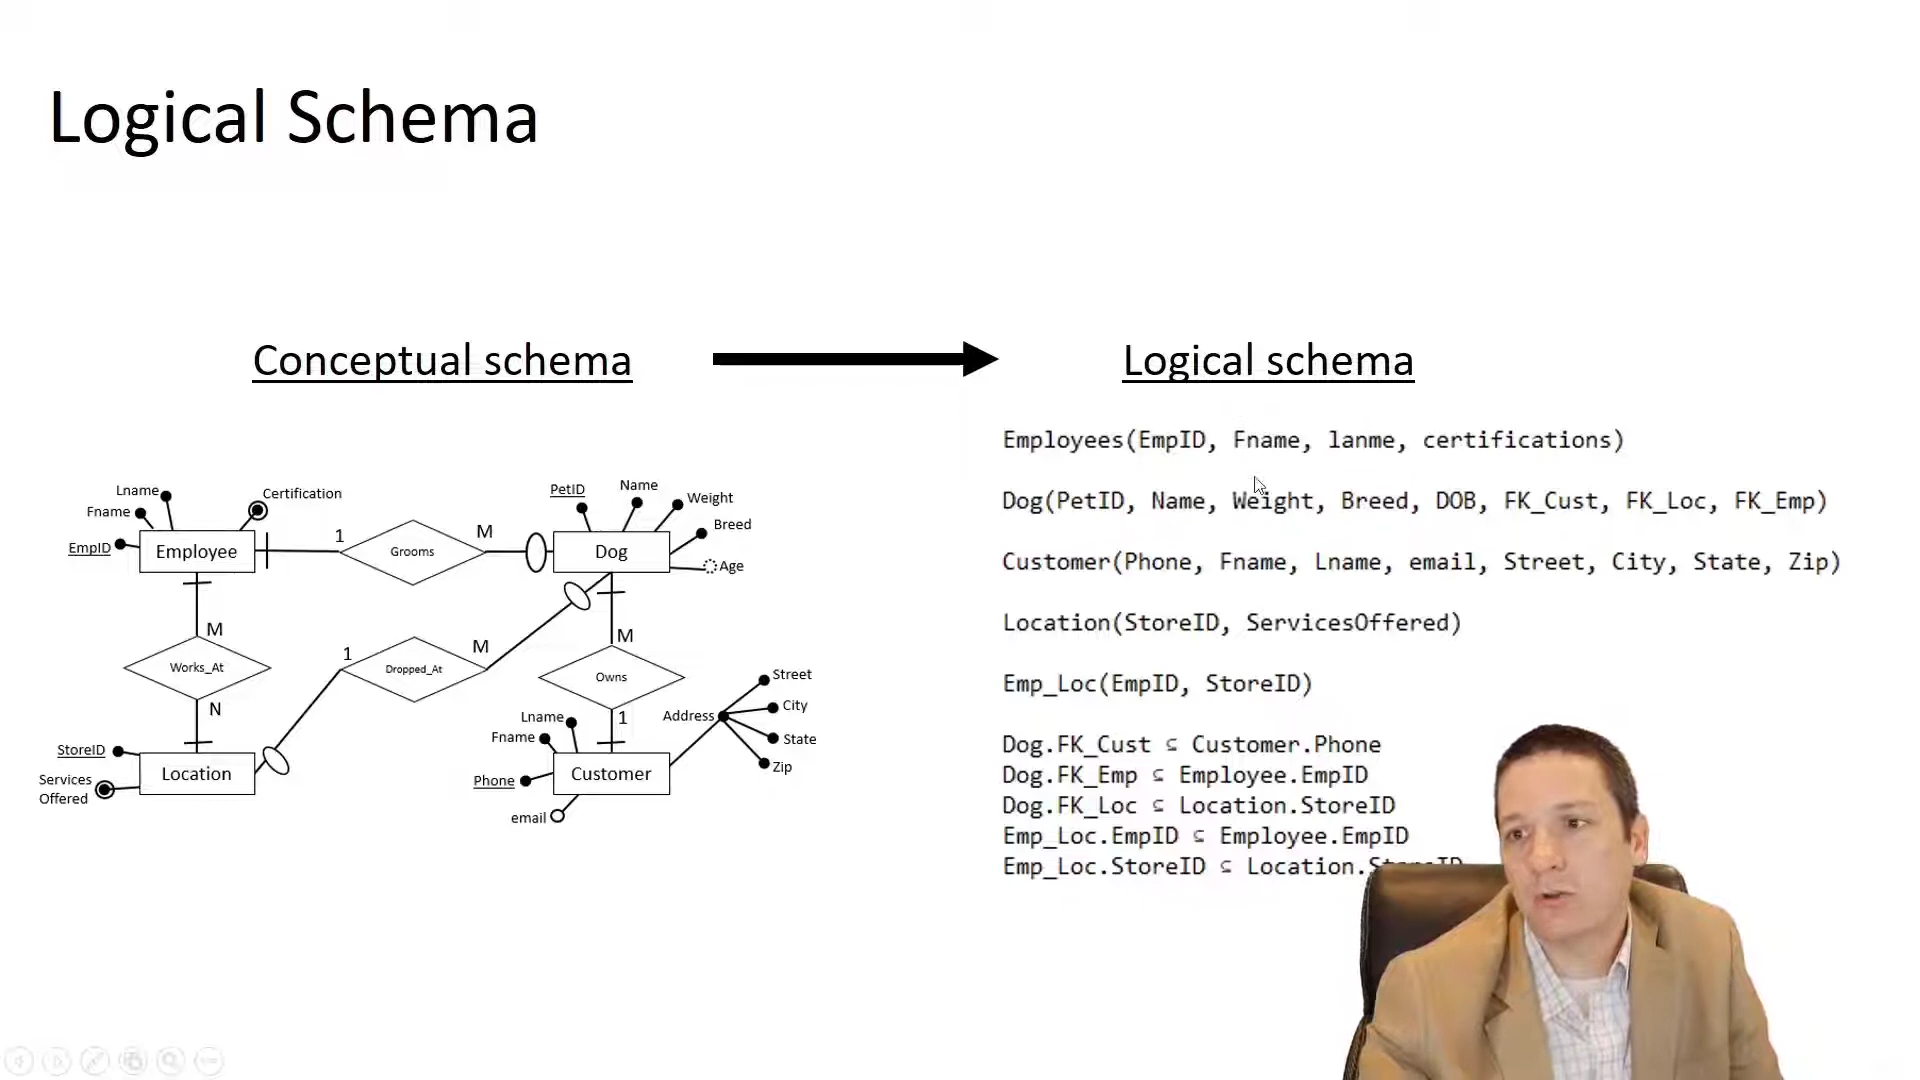 Logical Schema
Conceptual schema
Logical schema
Employees(EmpID, Fname, lanme, certifications)
Dog(PetID, Name, Weight, Breed, DOB, FK_Cust, FK_Loc, FK_Emp)
Customer(Phone, Fname, Lname, email, Street, City, State, Zip)
Location(StoreID, ServicesOffered)
Emp_Loc(EmpID, StoreID)
Dog.FK_Cust ⊆ Customer.Phone
Dog.FK_Emp ⊆ Employee.EmpID
Dog.FK_Loc ⊆ Location.StoreID
Emp_Loc.EmpID ⊆ Employee.EmpID
Emp_Loc.StoreID ⊆ Location.StoreID
Lname
Fname
EmpID
Certification
Employee
1
Grooms
M
PetID
Name
Weight
Breed
Age
Dog
M
Works_At
N
1
Dropped_At
M
M
Owns
1
StoreID
Services
Offered
Location
Lname
Fname
Phone
email
Customer
Address
Street
City
State
Zip